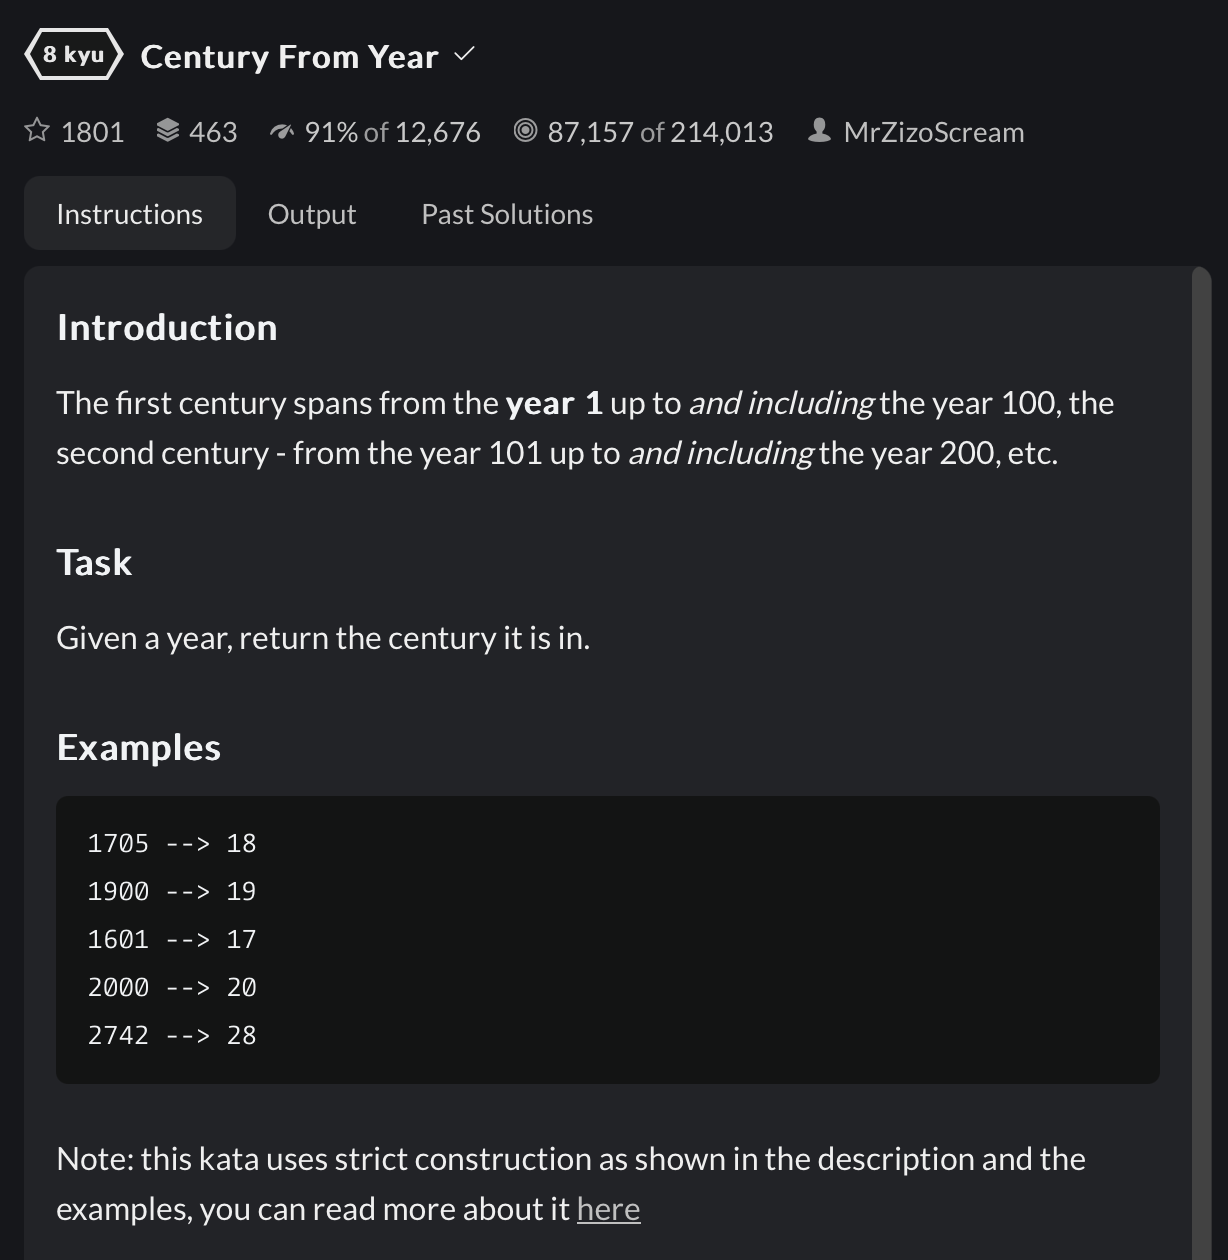 8 kyu Century From Year
1801 463 91% of 12,676 87,157 of 214,013 MrZizoScream
Instructions Output Past Solutions
Introduction
The first century spans from the year 1 up to and including the year 100, the
second century - from the year 101 up to and including the year 200, etc.
Task
Given a year, return the century it is in.
Examples
1705 --> 18
1900 --> 19
1601 --> 17
2000 --> 20
2742 --> 28
Note: this kata uses strict construction as shown in the description and the
examples, you can read more about it here